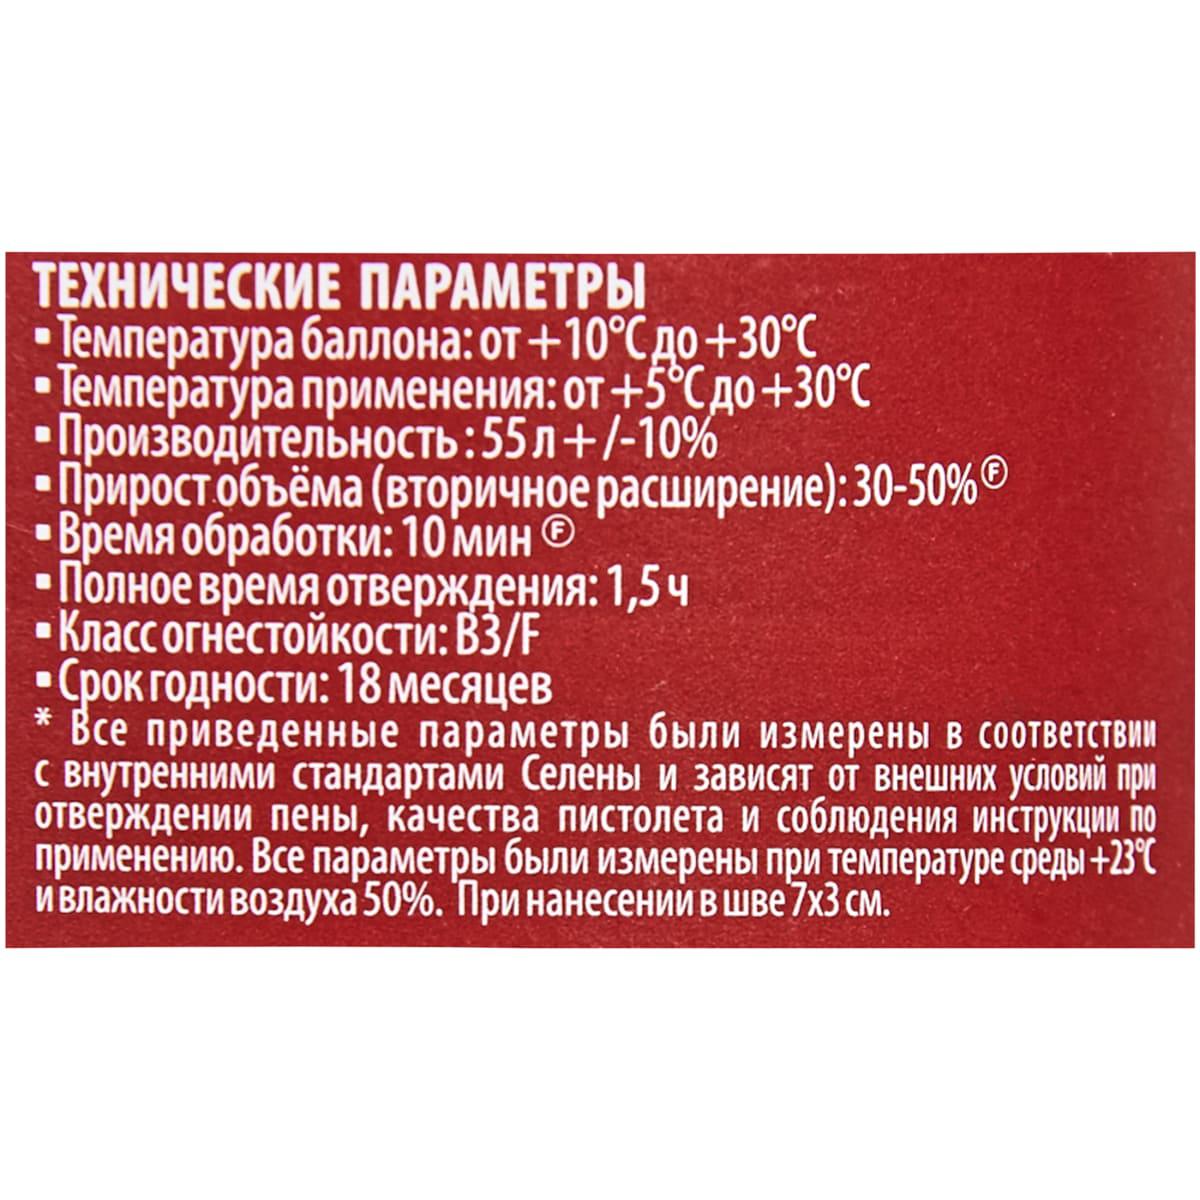 ТЕХНИЧЕСКИЕ ПАРАМЕТРЫ
▪ Температура баллона: от +10°C до +30°C
▪ Температура применения: от +5°C до +30°C
▪ Производительность: 55 л + /-10%
▪ Прирост объёма (вторичное расширение): 30-50% Ⓕ
▪ Время обработки: 10 мин Ⓕ
▪ Полное время отверждения: 1,5 ч
▪ Класс огнестойкости: B3/F
▪ Срок годности: 18 месяцев
* Все приведенные параметры были измерены в соответствии
с внутренними стандартами Селены и зависят от внешних условий при
отверждении пены, качества пистолета и соблюдения инструкции по
применению. Все параметры были измерены при температуре среды +23°C
и влажности воздуха 50%. При нанесении в шве 7x3 см.